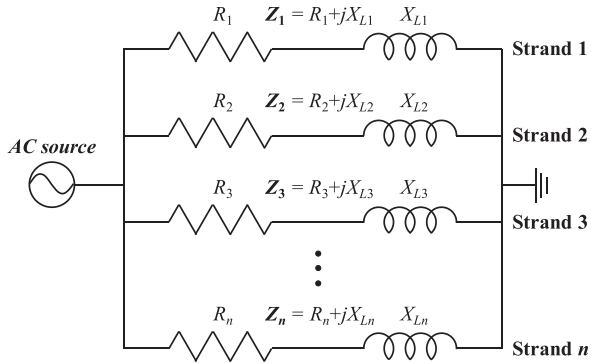 R1 Z1 = R1+jXL1 XL1
Strand 1
R2 Z2 = R2+jXL2 XL2
Strand 2
AC source
R3 Z3 = R3+jXL3 XL3
Strand 3
Rn Zn = Rn+jXLn XLn
Strand n